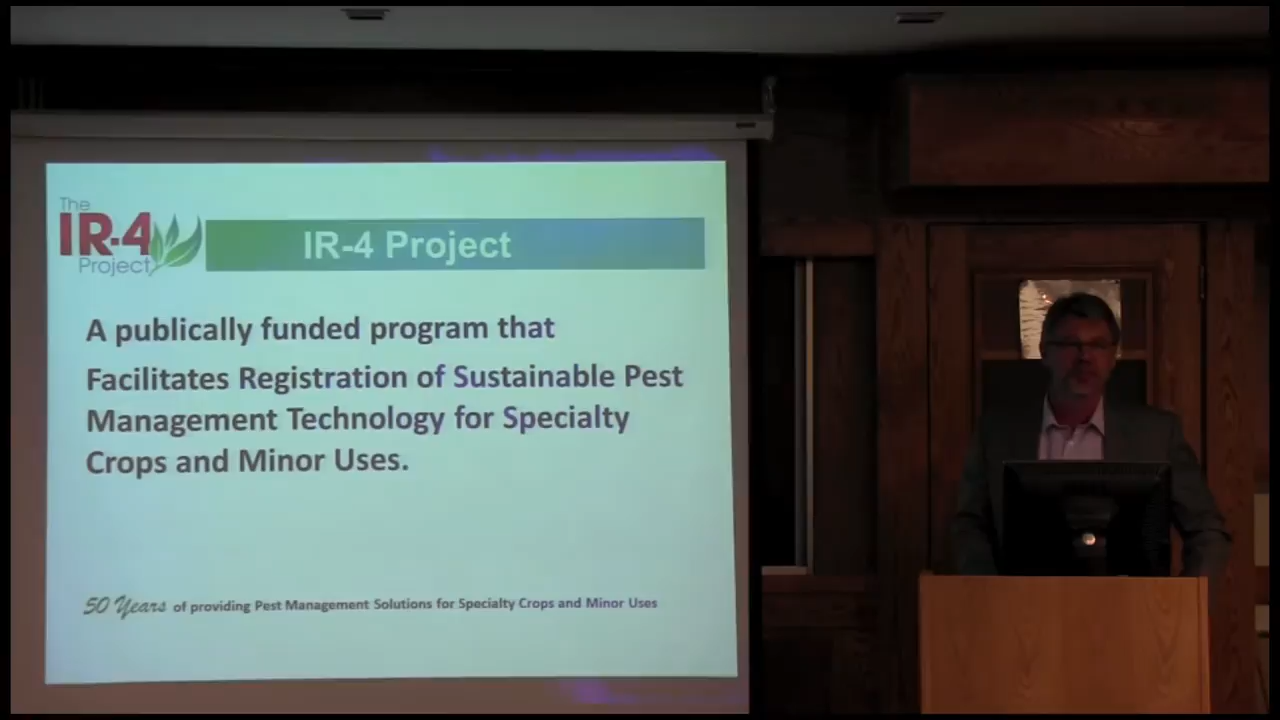 The
IR-4
Project
IR-4 Project
A publically funded program that
Facilitates Registration of Sustainable Pest
Management Technology for Specialty
Crops and Minor Uses.
50 Years of providing Pest Management Solutions for Specialty Crops and Minor Uses